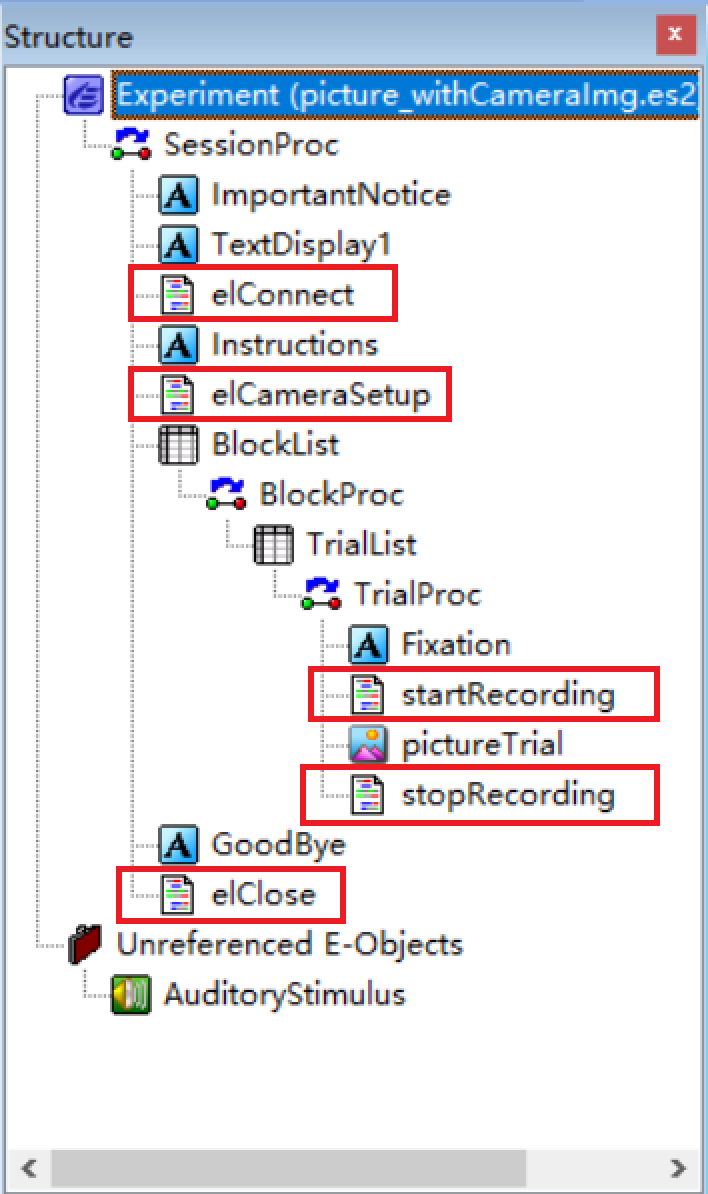 Structure
x
Experiment (picture_withCameraImg.es2
SessionProc
ImportantNotice
TextDisplay1
elConnect
Instructions
elCameraSetup
BlockList
BlockProc
TrialList
TrialProc
Fixation
startRecording
pictureTrial
stopRecording
GoodBye
elClose
Unreferenced E-Objects
AuditoryStimulus